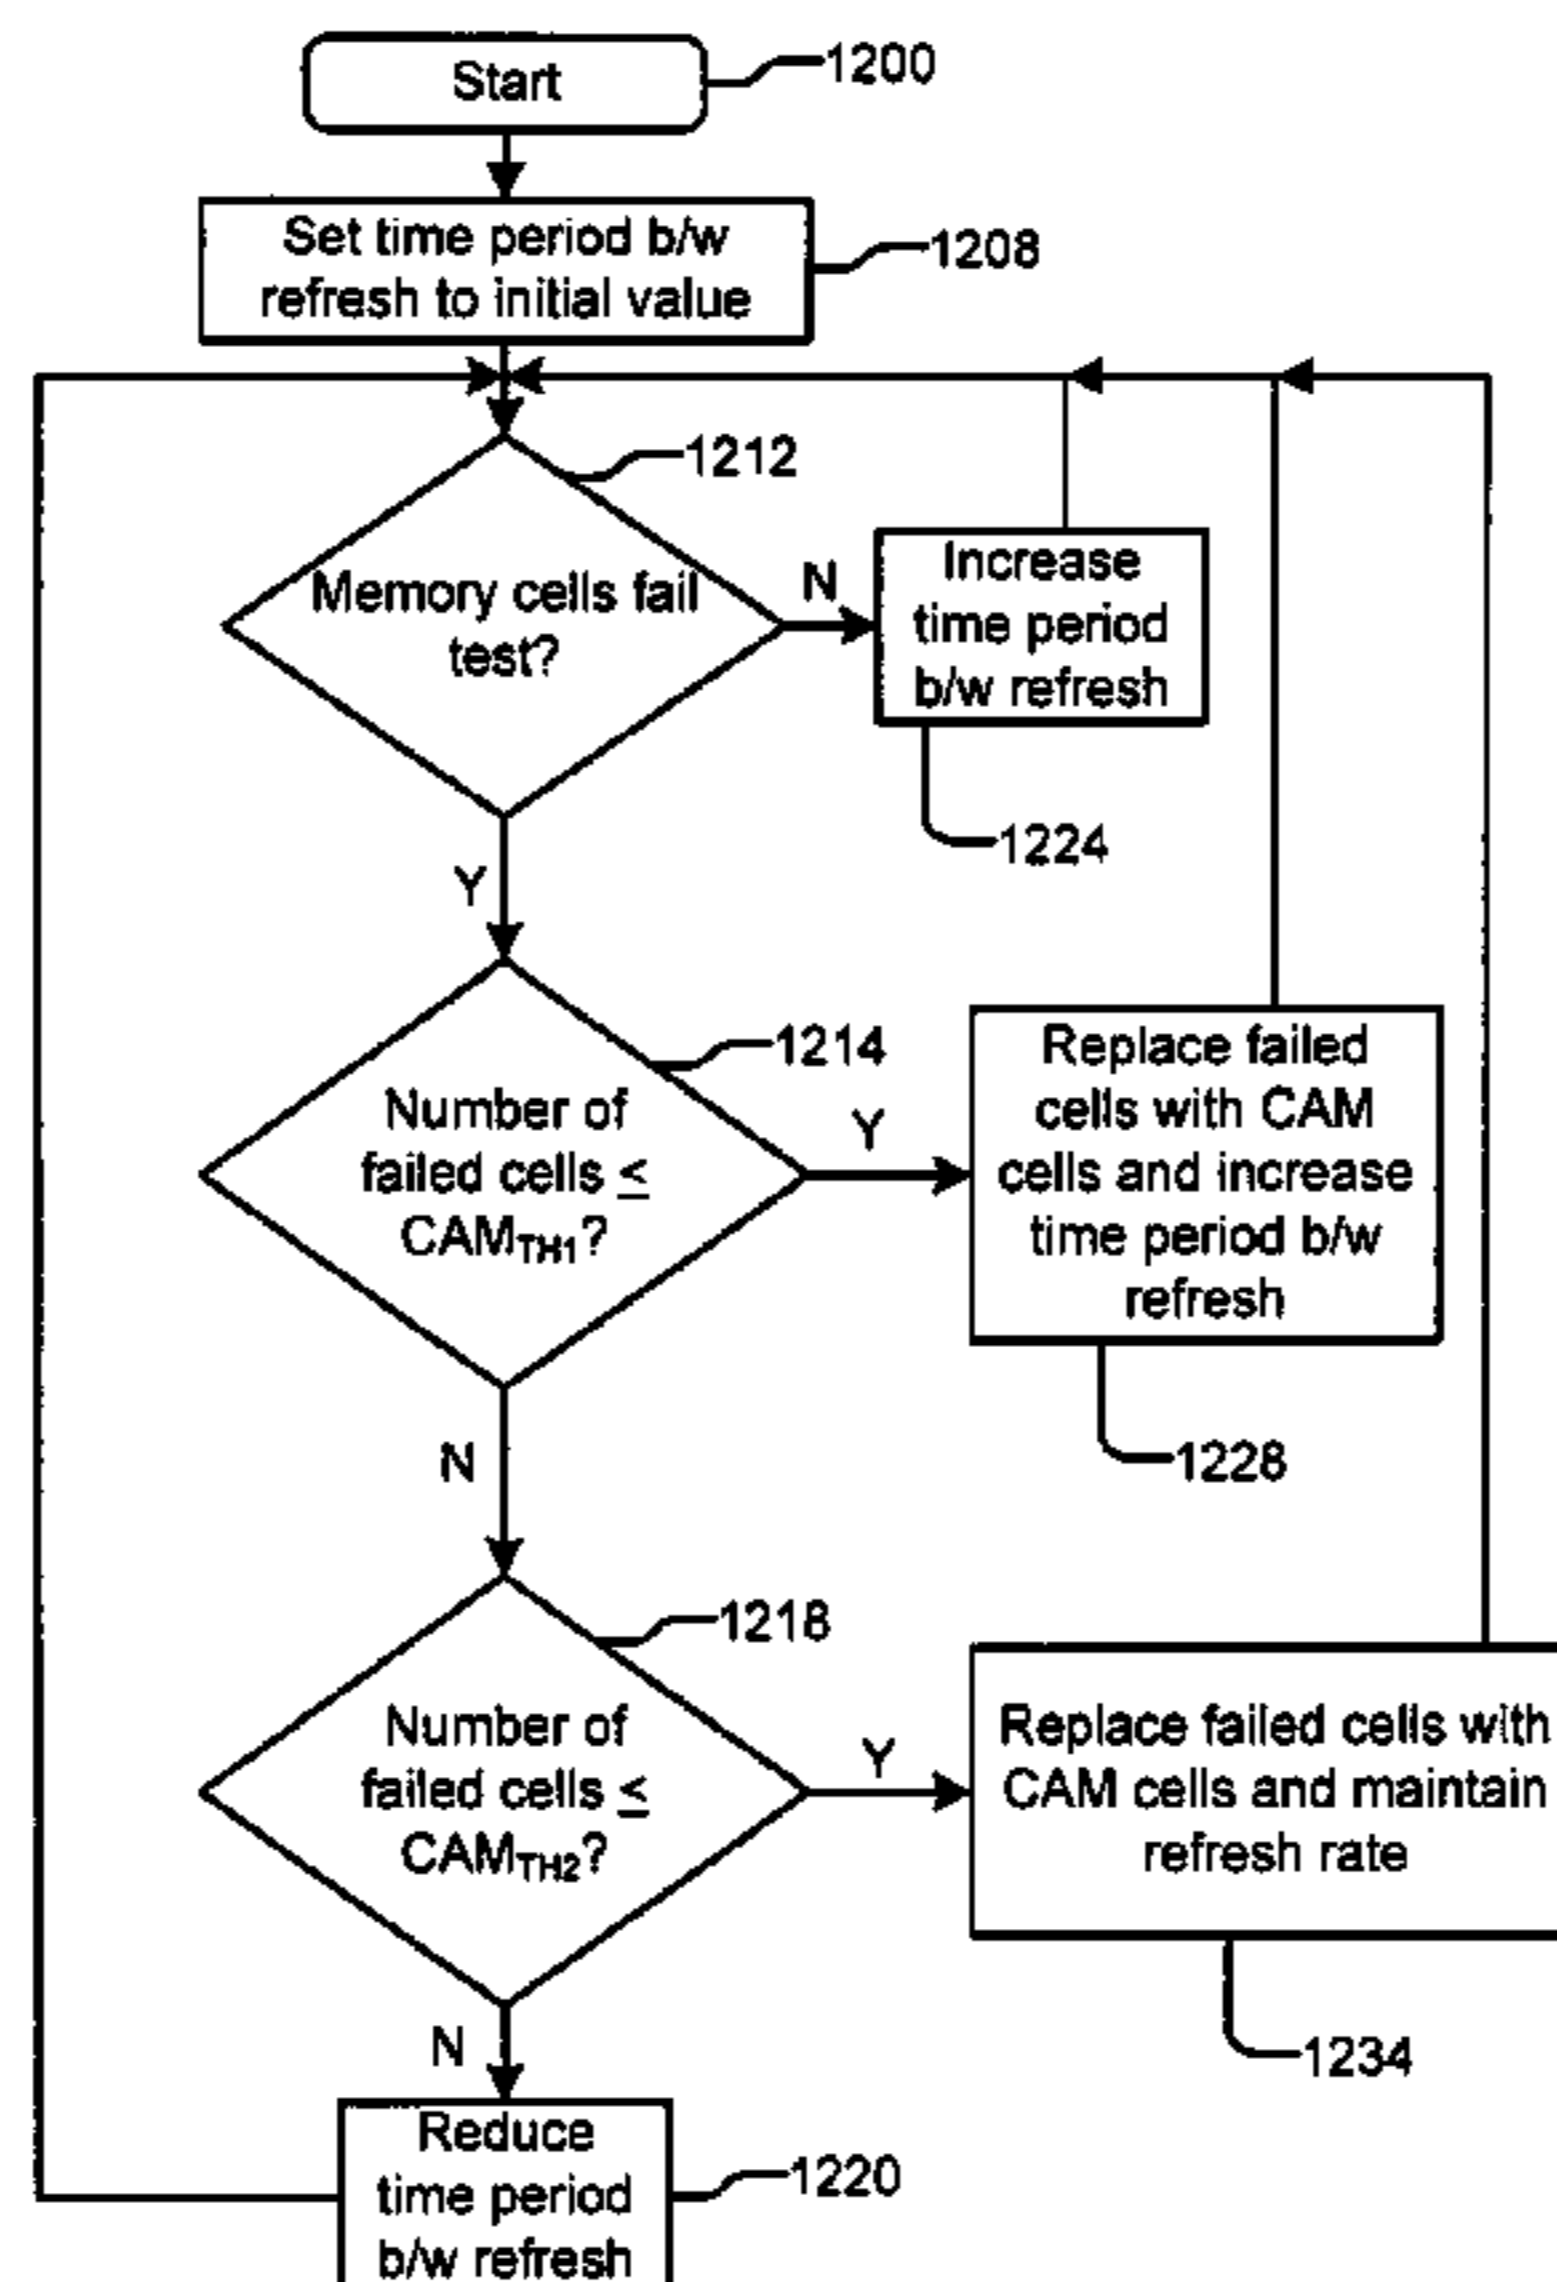 Start
1200
Set time period b/w
refresh to initial value
1208
1212
Memory cells fail
test?
N
Increase
time period
b/w refresh
1224
Y
1214
Number of
failed cells ≤
CAMTH1?
Y
Replace failed
cells with CAM
cells and increase
time period b/w
refresh
1228
N
1218
Number of
failed cells ≤
CAMTH2?
Y
Replace failed cells with
CAM cells and maintain
refresh rate
1234
N
Reduce
time period
b/w refresh
1220